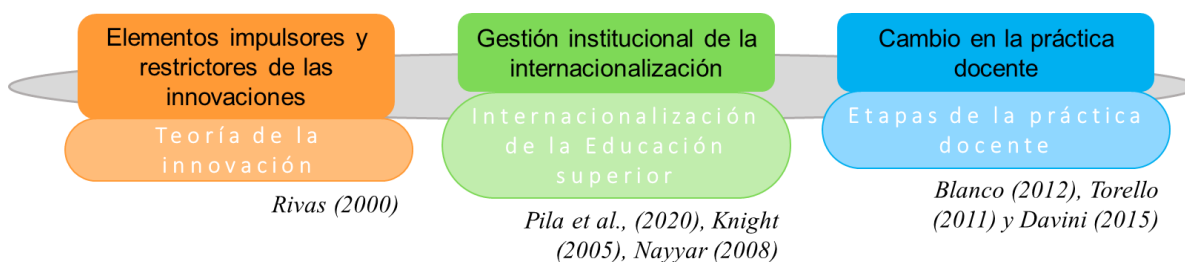 Elementos impulsores y
restrictores de las
innovaciones
Teoría de la
innovación
Rivas (2000)
Gestión institucional de la
internacionalización
Internacionalización
de la Educación
superior
Pila et al., (2020), Knight
(2005), Nayyar (2008)
Cambio en la práctica
docente
Etapas de la práctica
docente
Blanco (2012), Torello
(2011) y Davini (2015)